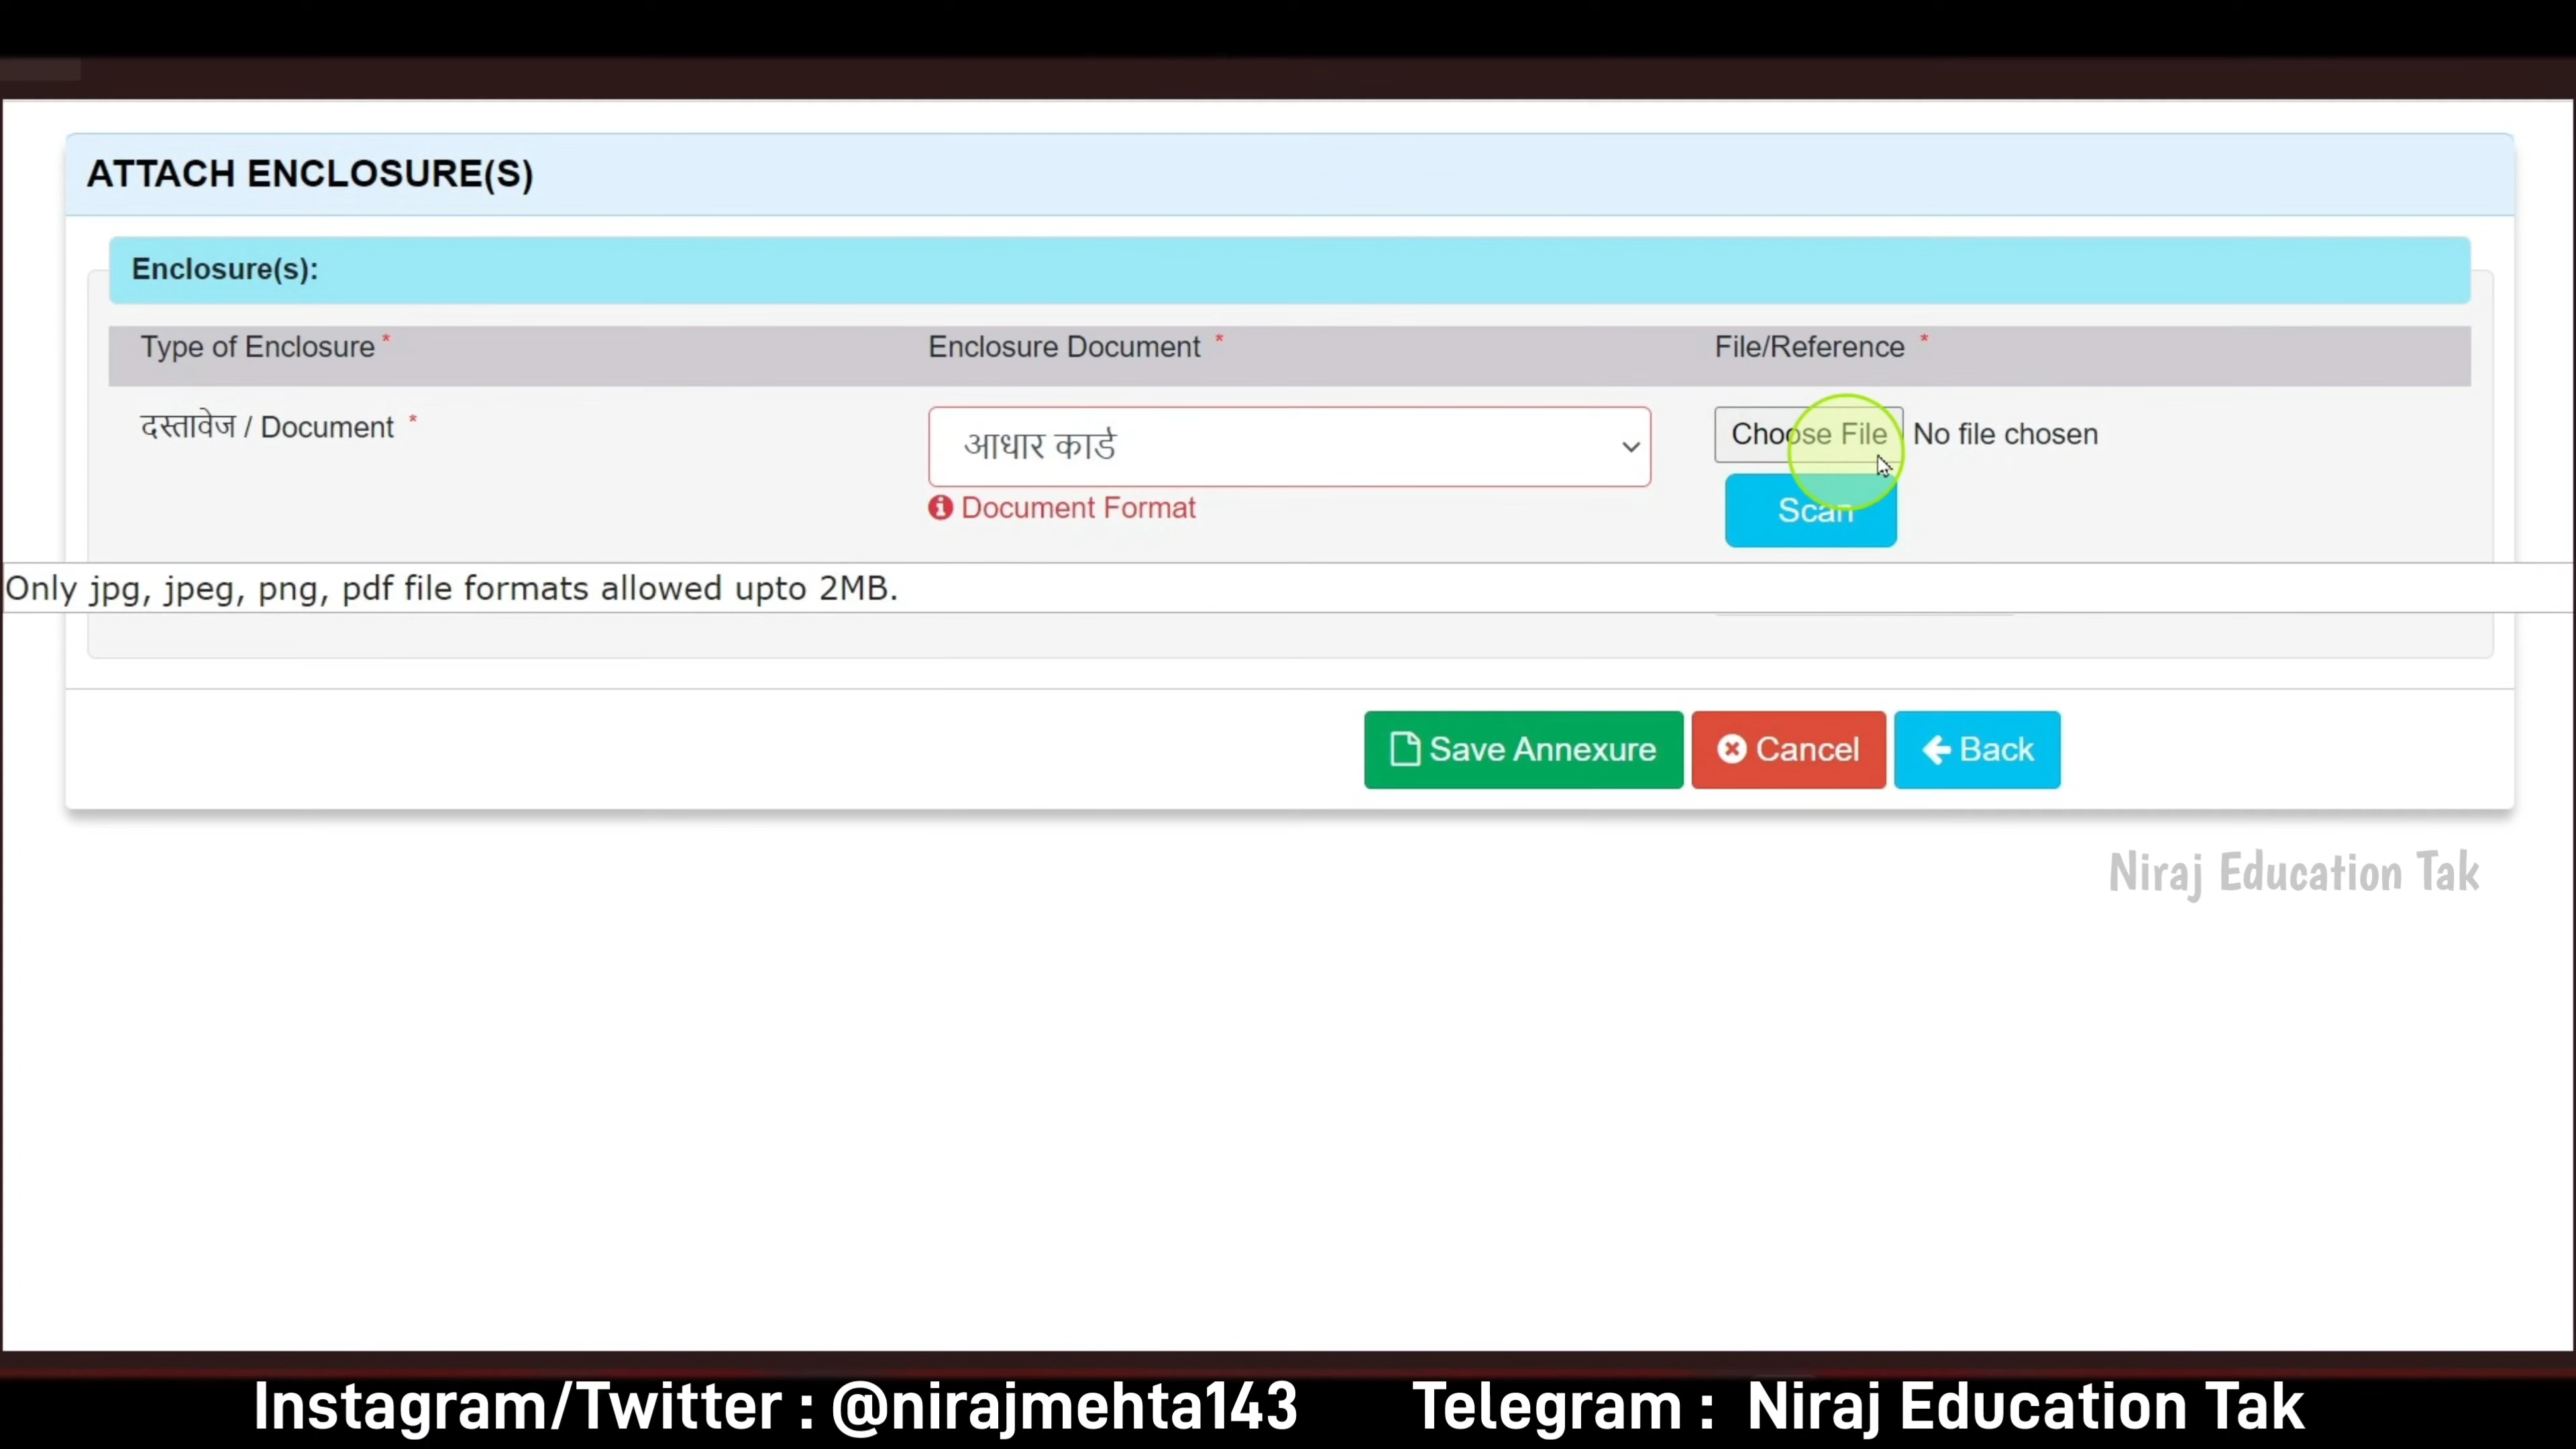 ATTACH ENCLOSURE(S)
Enclosure(s):
Type of Enclosure * Enclosure Document * File/Reference *
दस्तावेज / Document * आधार कार्ड Choose File No file chosen
Document Format Scan
Only jpg, jpeg, png, pdf file formats allowed upto 2MB.
Save Annexure Cancel Back
Niraj Education Tak
Instagram/Twitter : @nirajmehta143 Telegram : Niraj Education Tak